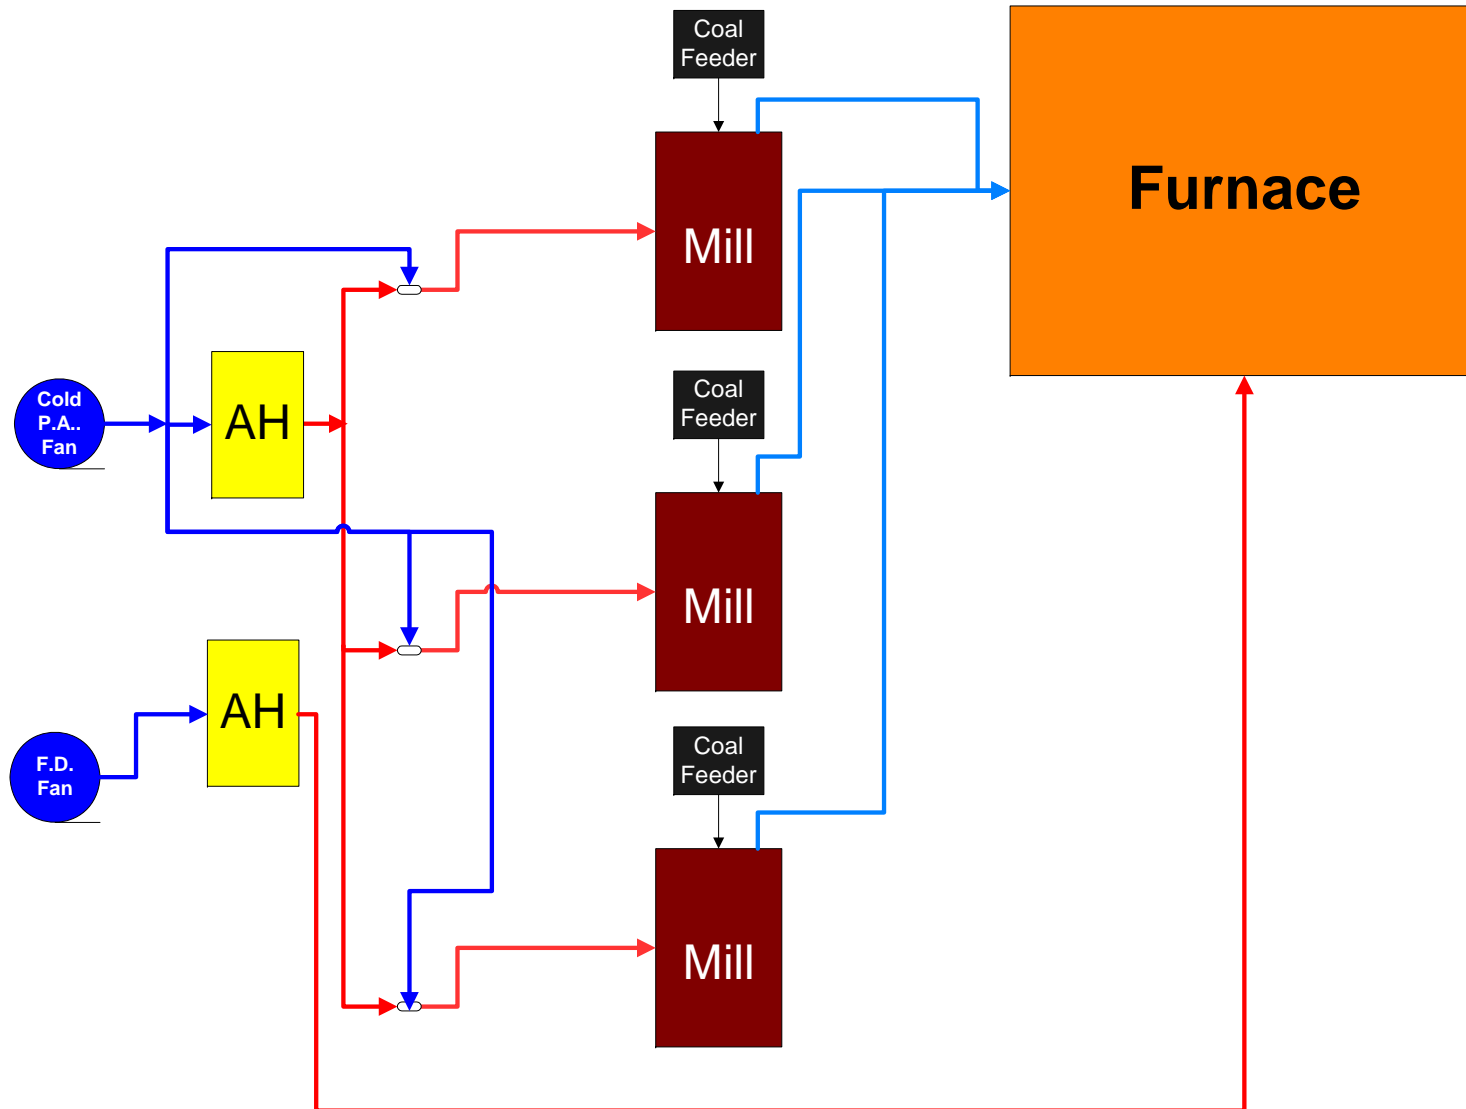 Coal
Feeder
Furnace
Mill
Cold
P.A..
Fan
AH
Coal
Feeder
Mill
AH
F.D.
Fan
Coal
Feeder
Mill